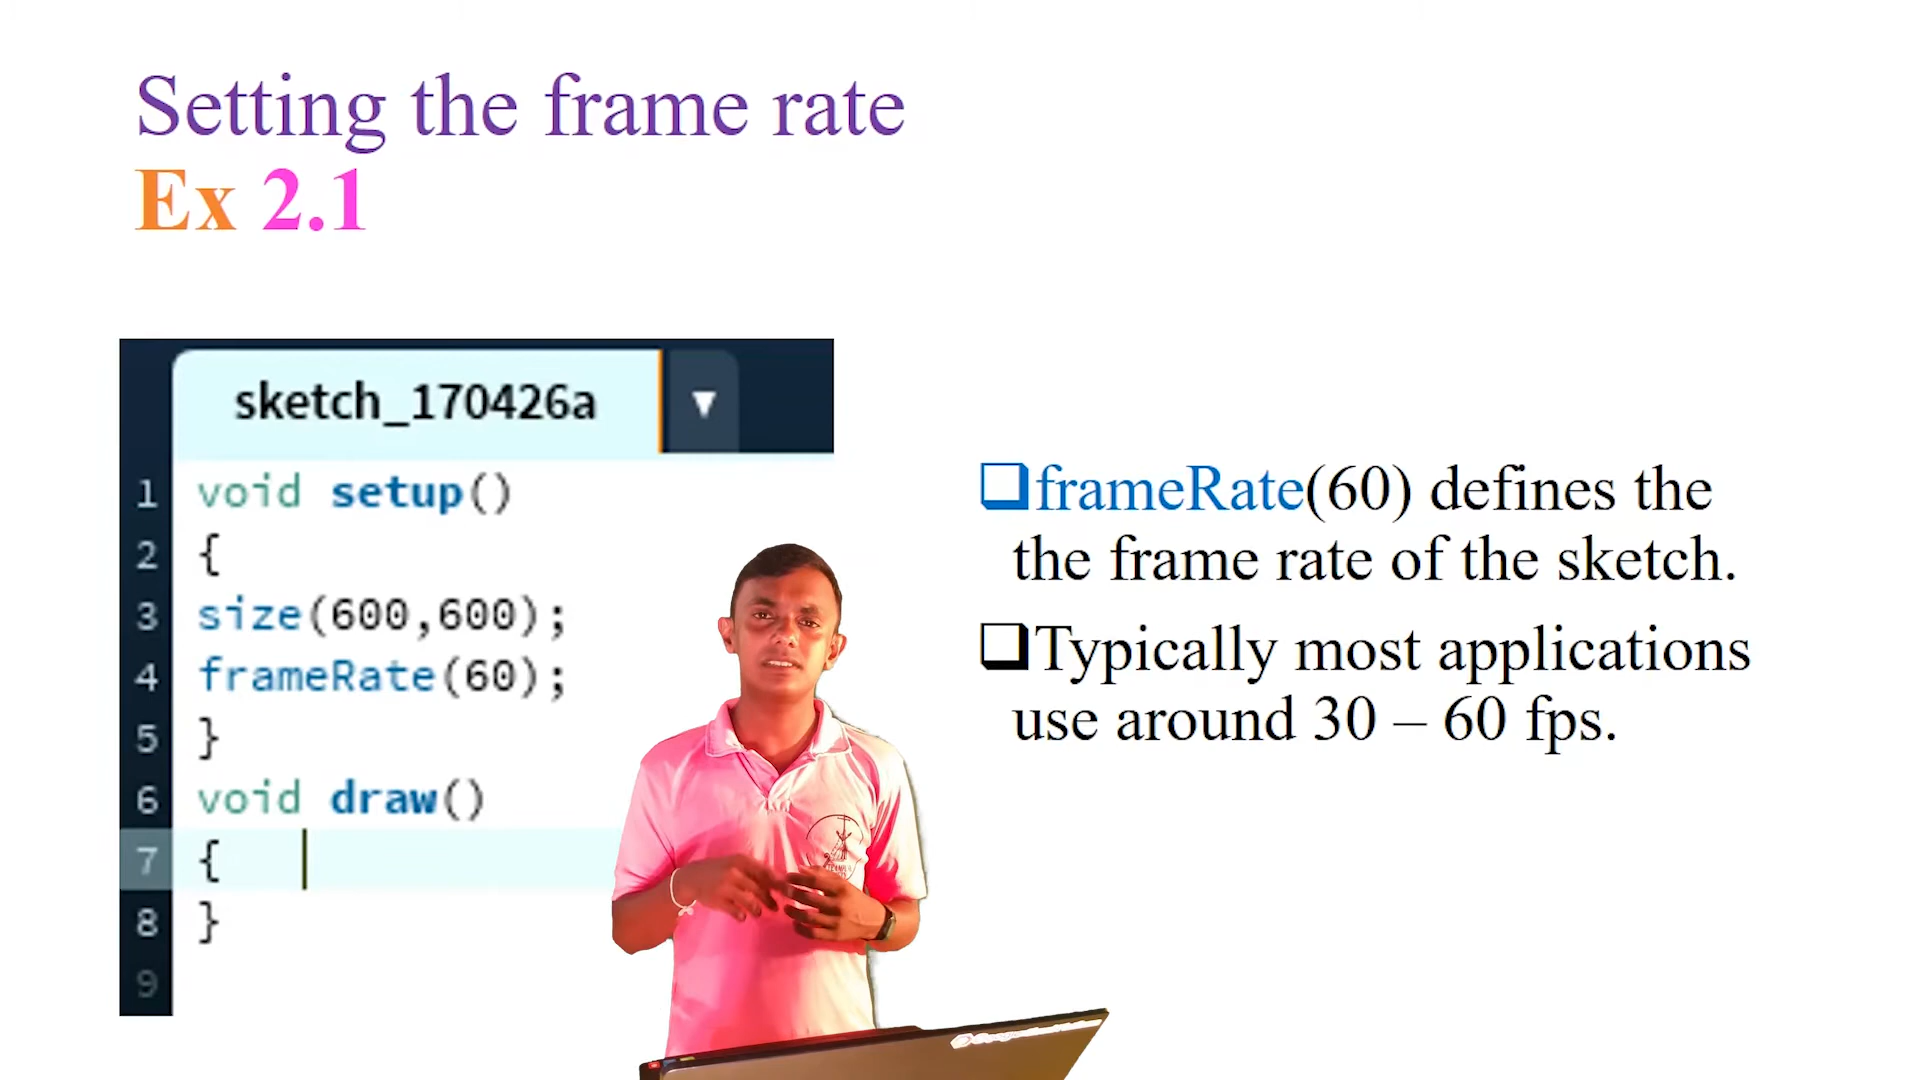 Setting the frame rate
Ex 2.1
sketch_170426a
1 void setup()
2 {
3 size(600,600);
4 frameRate(60);
5 }
6 void draw()
7 {
8 }
9
frameRate(60) defines the
the frame rate of the sketch.
Typically most applications
use around 30 – 60 fps.